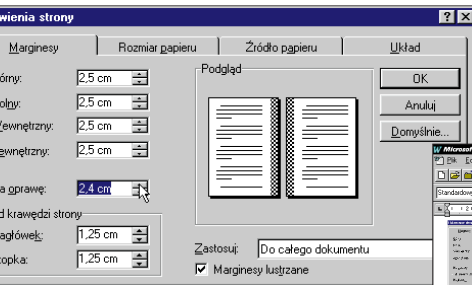 wienia strony
Marginesy Rozmiar papieru Źródło papieru Układ
órny: 2,5 cm
olny: 2,5 cm
Wewnętrzny: 2,5 cm
ewnętrzny: 2,5 cm
a oprawę: 2,4 cm
d krawędzi strony
agłówek: 1,25 cm
topka: 1,25 cm
Podgląd
Zastosuj: Do całego dokumentu
Marginesy lustrzane
OK
Anuluj
Domyślnie...
Microsof
Plik
Standardowy